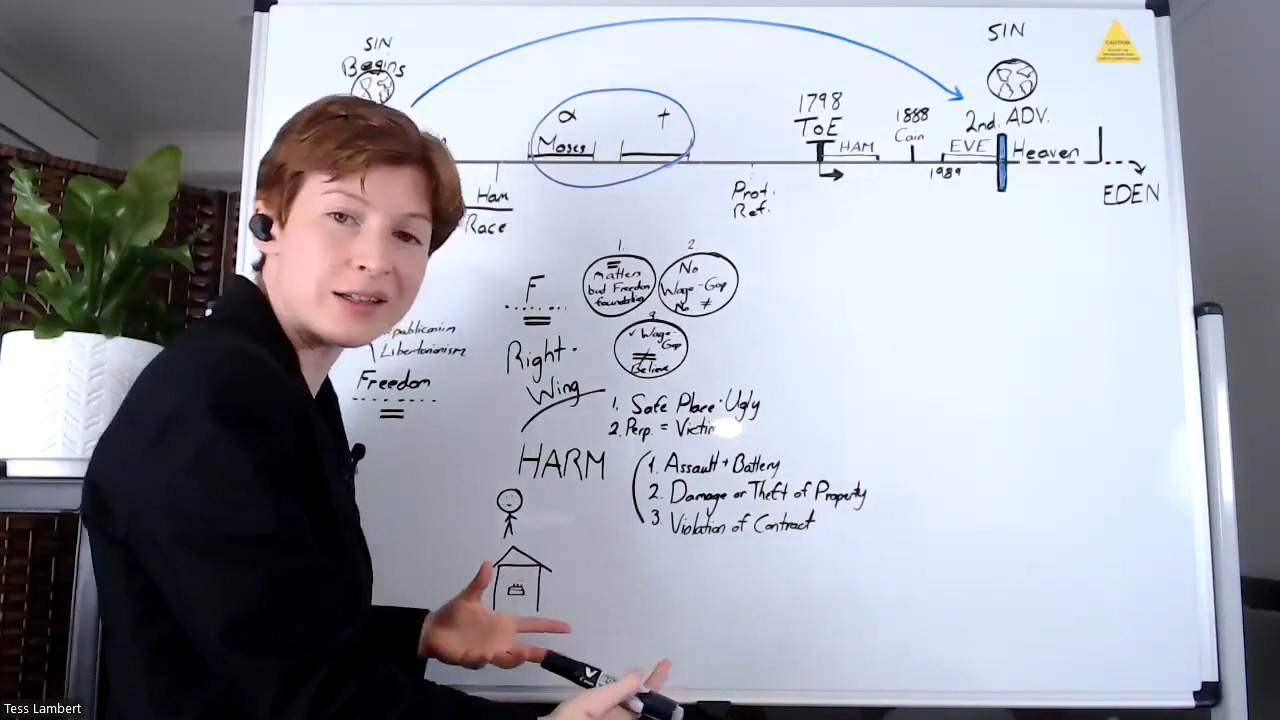 SIN
Begins
α
Moses
+
1798
ToE
HAM
1888
Cain
SIN
2nd. ADV.
EVE
1989
Heaven
EDEN
CAUTION
Ham
Race
Prot.
Ref.
F
=
1.
=
matters
but Freedom
foundation
2.
No
Wage-Gap
No ≠
3
✓ Wage-
Gap
≠
Believe
Libertarianism
Freedom
=
Right-
Wing
1. Safe Place · Ugly
2. Perp. = Victim
HARM
1. Assault + Battery
2. Damage or Theft of Property
3. Violation of Contract
Tess Lambert